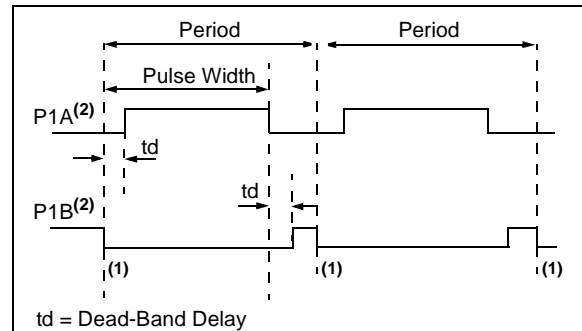 Period Period
Pulse Width
P1A(2)
td
td
P1B(2)
(1) (1) (1)
td = Dead-Band Delay